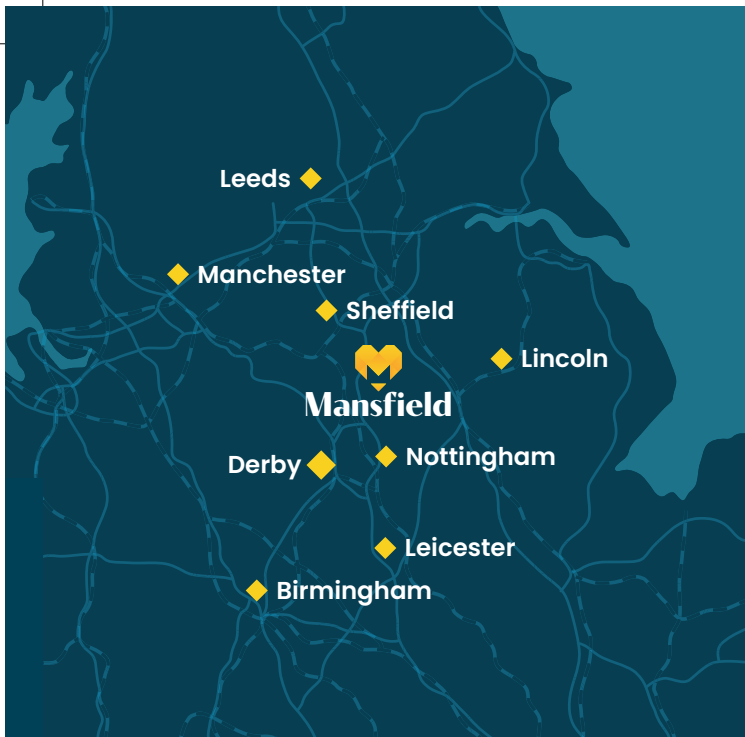 Leeds
Manchester
Sheffield
Lincoln
Mansfield
Derby
Nottingham
Leicester
Birmingham